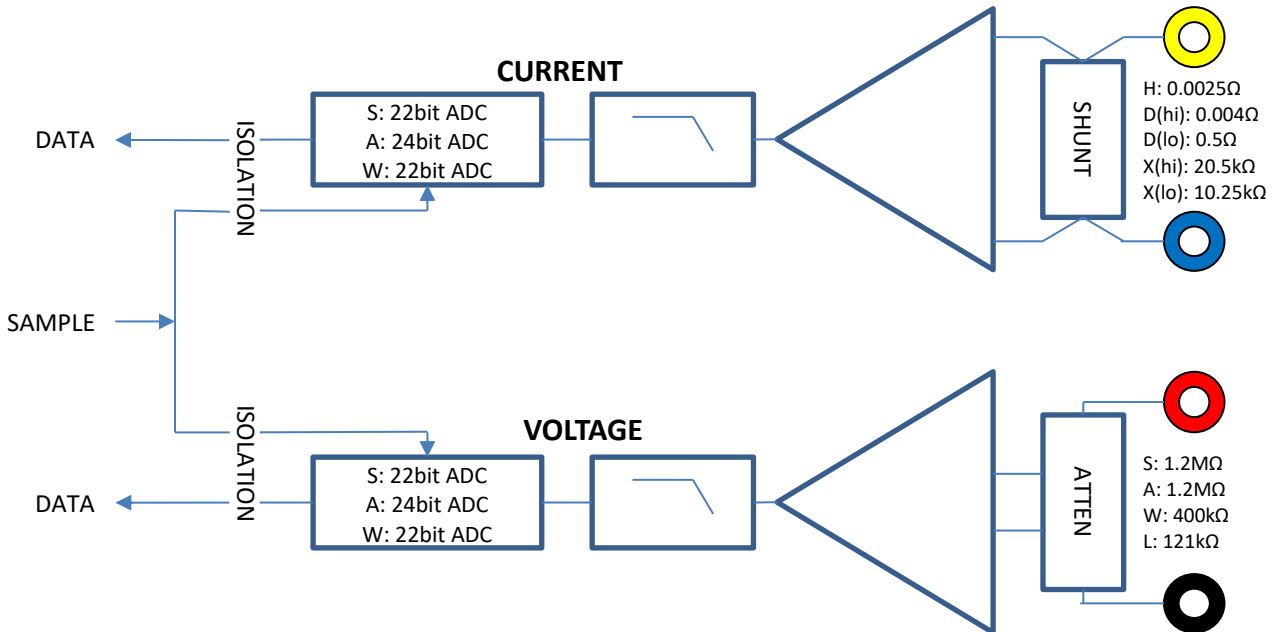 CURRENT
S: 22bit ADC
A: 24bit ADC
W: 22bit ADC
DATA
ISOLATION
SHUNT
H: 0.0025Ω
D(hi): 0.004Ω
D(lo): 0.5Ω
X(hi): 20.5kΩ
X(lo): 10.25kΩ
SAMPLE
VOLTAGE
S: 22bit ADC
A: 24bit ADC
W: 22bit ADC
DATA
ISOLATION
ATTEN
S: 1.2MΩ
A: 1.2MΩ
W: 400kΩ
L: 121kΩ